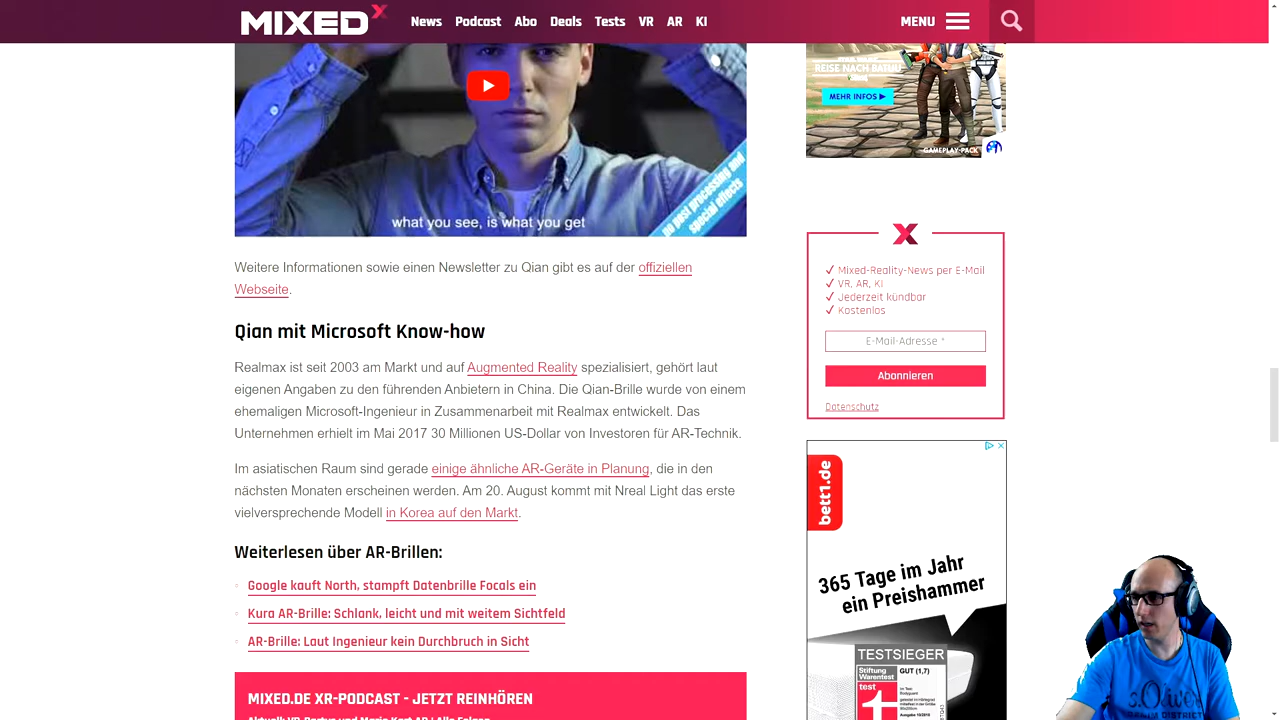 MIXED X
News Podcast Abo Deals Tests VR AR KI
MENU
REISE NACH BATUU
MEHR INFOS ▶
GAMEPLAY-PACK
no post processing and
special effects
what you see, is what you get
Weitere Informationen sowie einen Newsletter zu Qian gibt es auf der offiziellen
Webseite.
Qian mit Microsoft Know-how
Realmax ist seit 2003 am Markt und auf Augmented Reality spezialisiert, gehört laut
eigenen Angaben zu den führenden Anbietern in China. Die Qian-Brille wurde von einem
ehemaligen Microsoft-Ingenieur in Zusammenarbeit mit Realmax entwickelt. Das
Unternehmen erhielt im Mai 2017 30 Millionen US-Dollar von Investoren für AR-Technik.
Im asiatischen Raum sind gerade einige ähnliche AR-Geräte in Planung, die in den
nächsten Monaten erscheinen werden. Am 20. August kommt mit Nreal Light das erste
vielversprechende Modell in Korea auf den Markt.
Weiterlesen über AR-Brillen:
Google kauft North, stampft Datenbrille Focals ein
Kura AR-Brille: Schlank, leicht und mit weitem Sichtfeld
AR-Brille: Laut Ingenieur kein Durchbruch in Sicht
MIXED.DE XR-PODCAST - JETZT REINHÖREN
X
✓ Mixed-Reality-News per E-Mail
✓ VR, AR, KI
✓ Jederzeit kündbar
✓ Kostenlos
E-Mail-Adresse *
Abonnieren
Datenschutz
bett1.de
365 Tage im Jahr
ein Preishammer
TESTSIEGER
Stiftung
Warentest
test
GUT (1,7)
s.Oliver